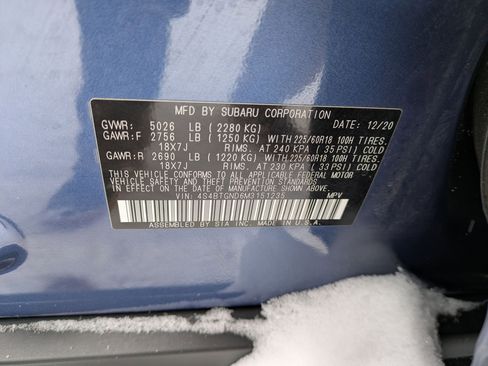 MFD BY SUBARU CORPORATION DATE: 12/20
GVWR: 5026 LB ( 2280 KG)
GAWR:F 2756 LB ( 1250 KG) WITH 225/60R18 100H TIRES.
18X7J RIMS. AT 240 KPA ( 35 PSI) COLD
GAWR:R 2690 LB ( 1220 KG) WITH 225/60R18 100H TIRES.
18X7J RIMS. AT 230 KPA ( 33 PSI) COLD
THIS VEHICLE CONFORMS TO ALL APPLICABLE FEDERAL MOTOR
VEHICLE SAFETY, BUMPER, AND THEFT PREVENTION STANDARDS
IN EFFECT ON THE DATE OF MANUFACTURE SHOWN ABOVE.
VIN: 4S4BTGND6M3151235 MPV
ASSEMBLED BY SIA INC. MADE IN U.S.A.